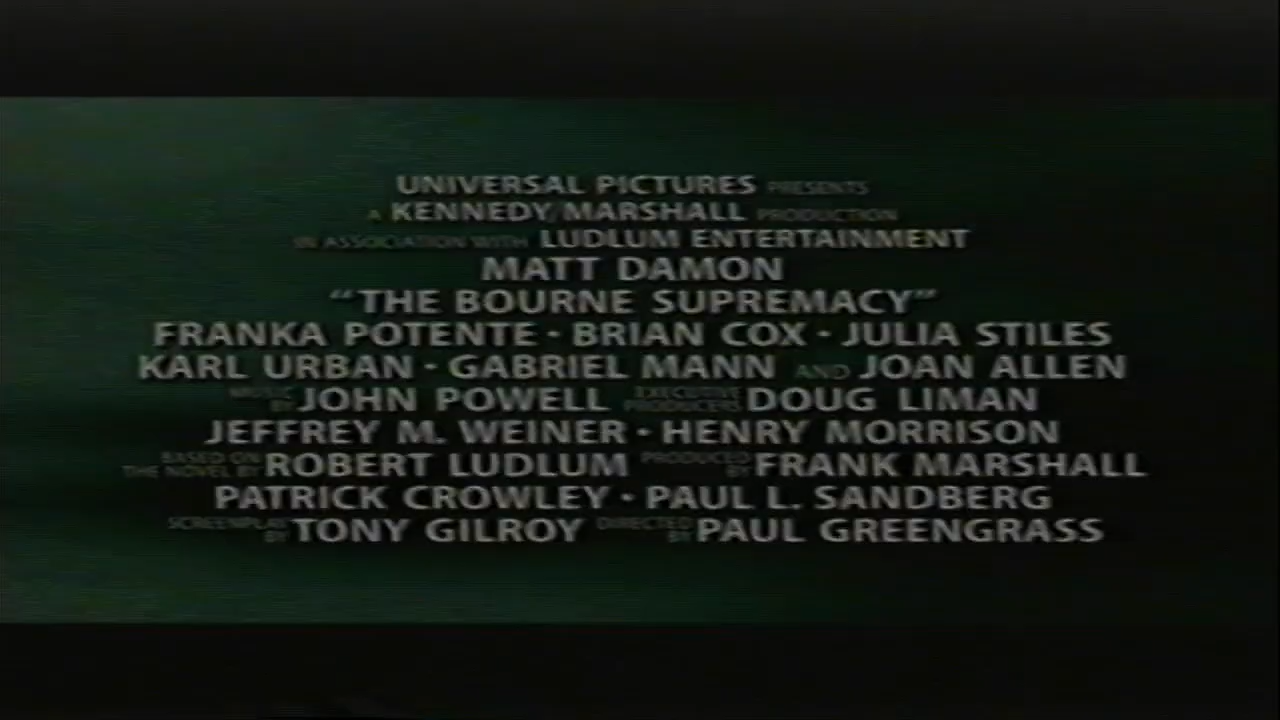 UNIVERSAL PICTURES PRESENTS
A KENNEDY/MARSHALL PRODUCTION
IN ASSOCIATION WITH LUDLUM ENTERTAINMENT
MATT DAMON
“THE BOURNE SUPREMACY”
FRANKA POTENTE · BRIAN COX · JULIA STILES
KARL URBAN · GABRIEL MANN AND JOAN ALLEN
MUSIC BY JOHN POWELL EXECUTIVE PRODUCERS DOUG LIMAN
JEFFREY M. WEINER · HENRY MORRISON
BASED ON THE NOVEL BY ROBERT LUDLUM PRODUCED BY FRANK MARSHALL
PATRICK CROWLEY · PAUL L. SANDBERG
SCREENPLAY BY TONY GILROY DIRECTED BY PAUL GREENGRASS